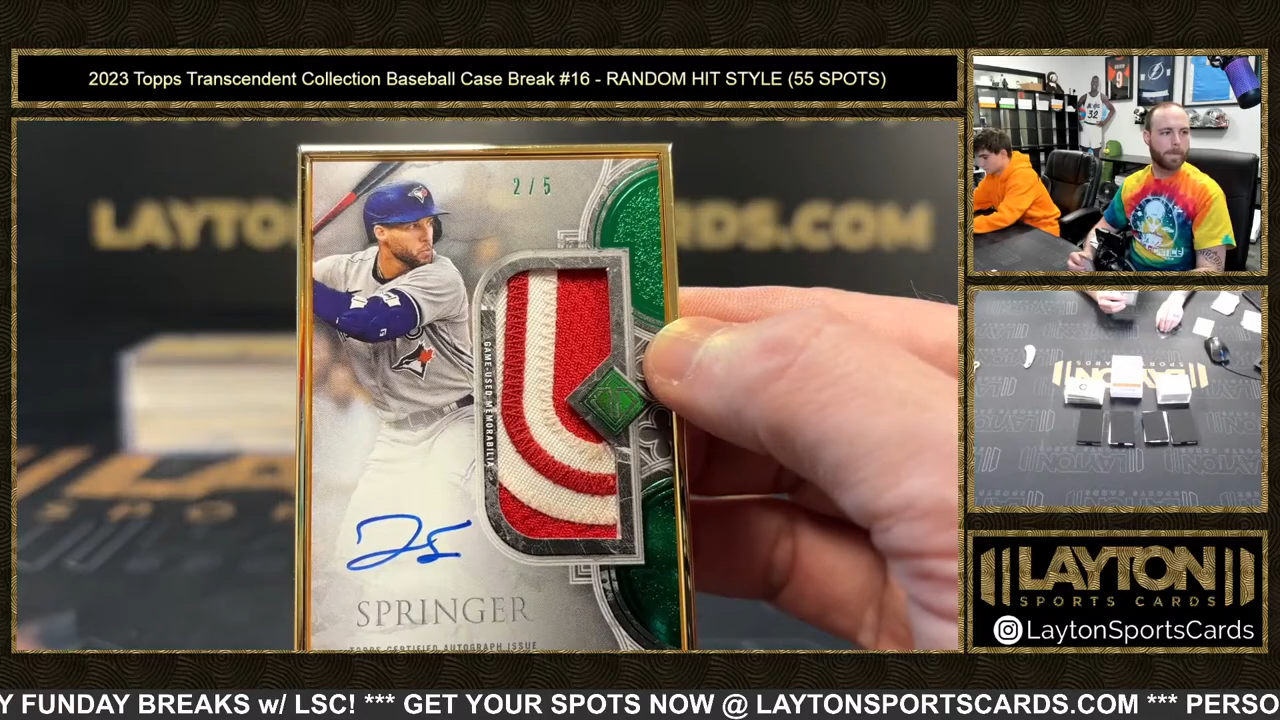 2023 Topps Transcendent Collection Baseball Case Break #16 - RANDOM HIT STYLE (55 SPOTS)
2/5
GAME-USED MEMORABILIA
SPRINGER
TOPPS CERTIFIED AUTOGRAPH ISSUE
LAYTON
SPORTS CARDS
LaytonSportsCards
Y FUNDAY BREAKS w/ LSC! *** GET YOUR SPOTS NOW @ LAYTONSPORTSCARDS.COM *** PERSO